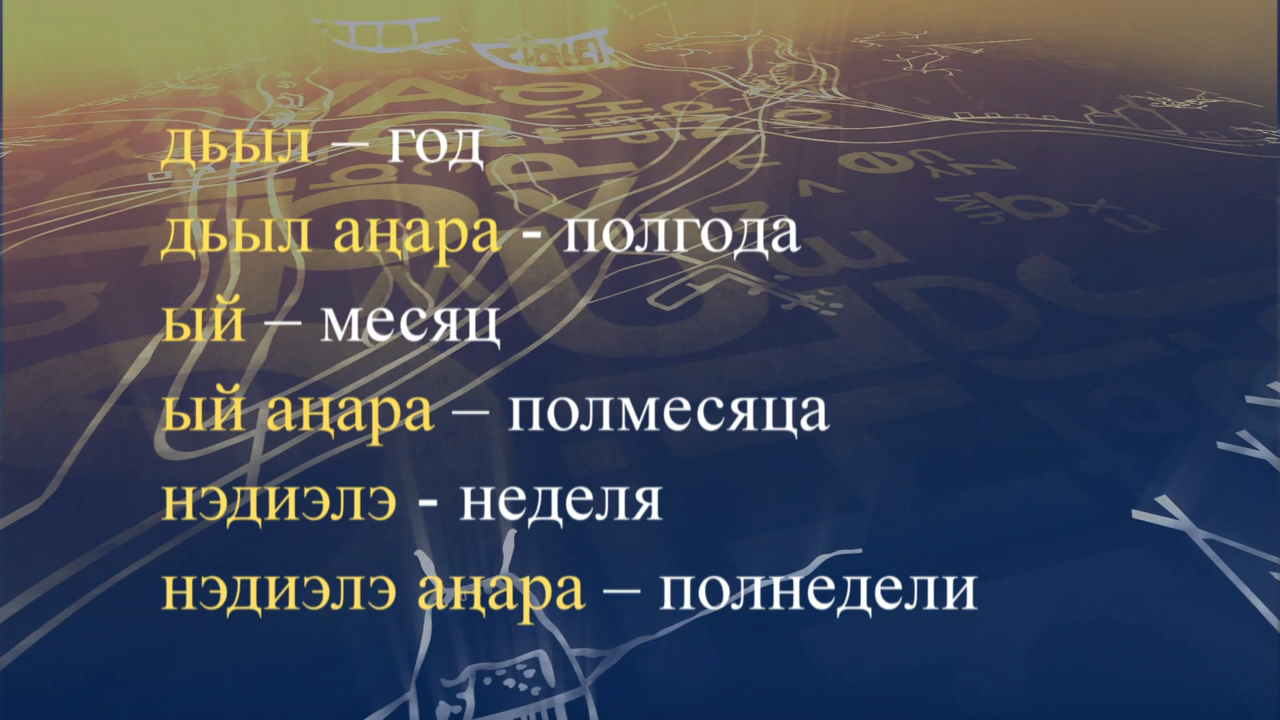 дьыл – год
дьыл аҥара - полгода
ый – месяц
ый аҥара – полмесяца
нэдиэлэ - неделя
нэдиэлэ аҥара – полнедели